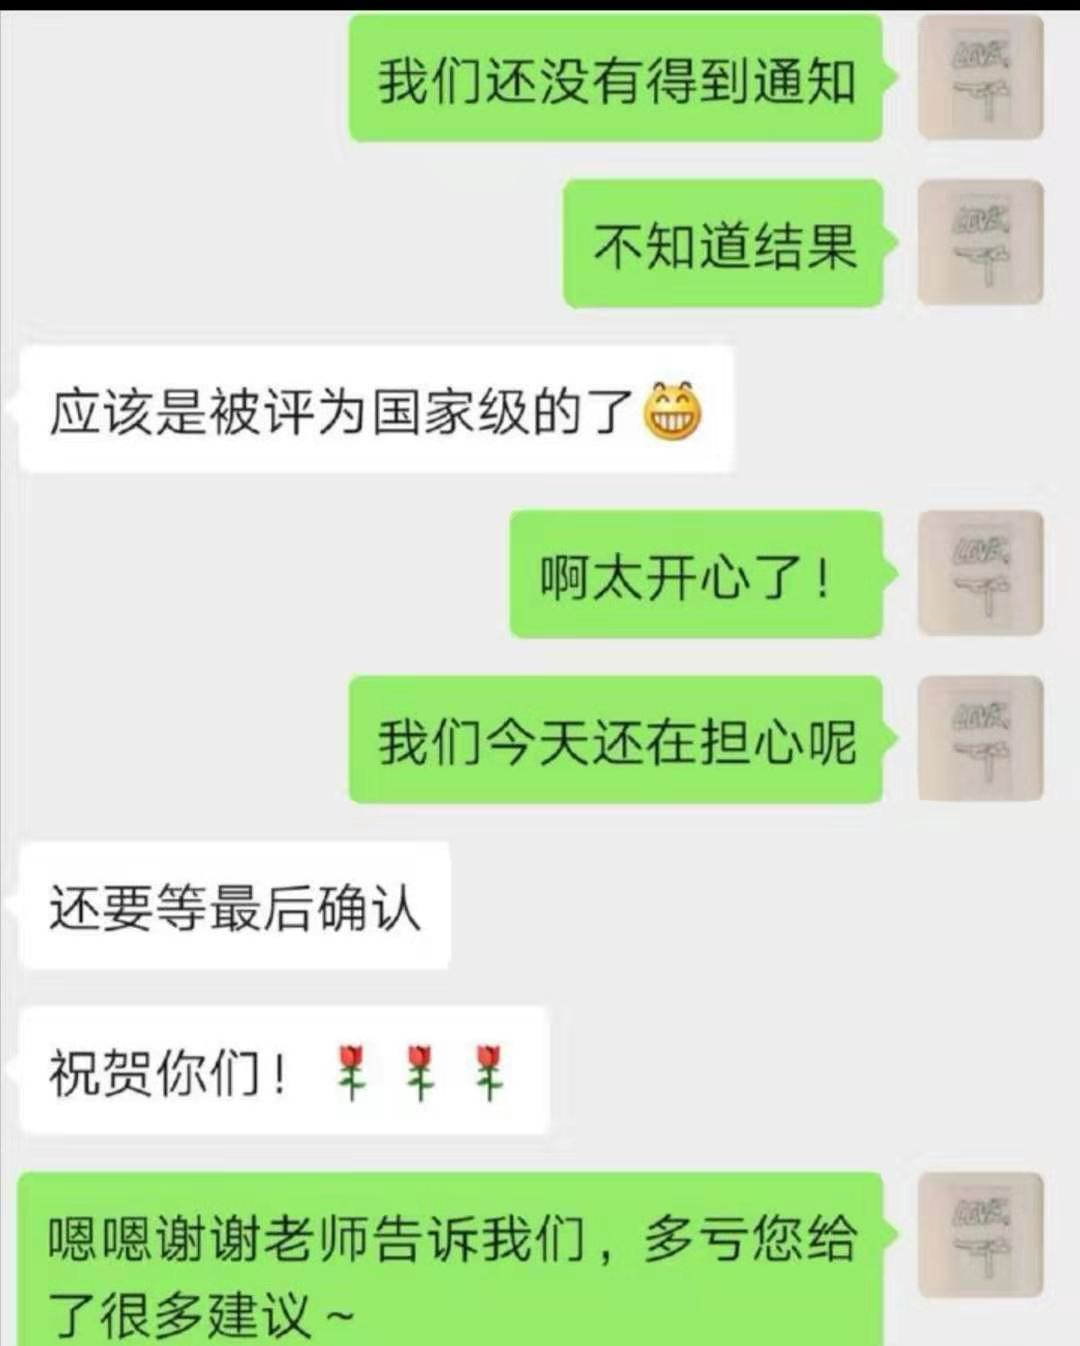 我们还没有得到通知
不知道结果
应该是被评为国家级的了
啊太开心了！
我们今天还在担心呢
还要等最后确认
祝贺你们！
嗯嗯谢谢老师告诉我们，多亏您给
了很多建议～